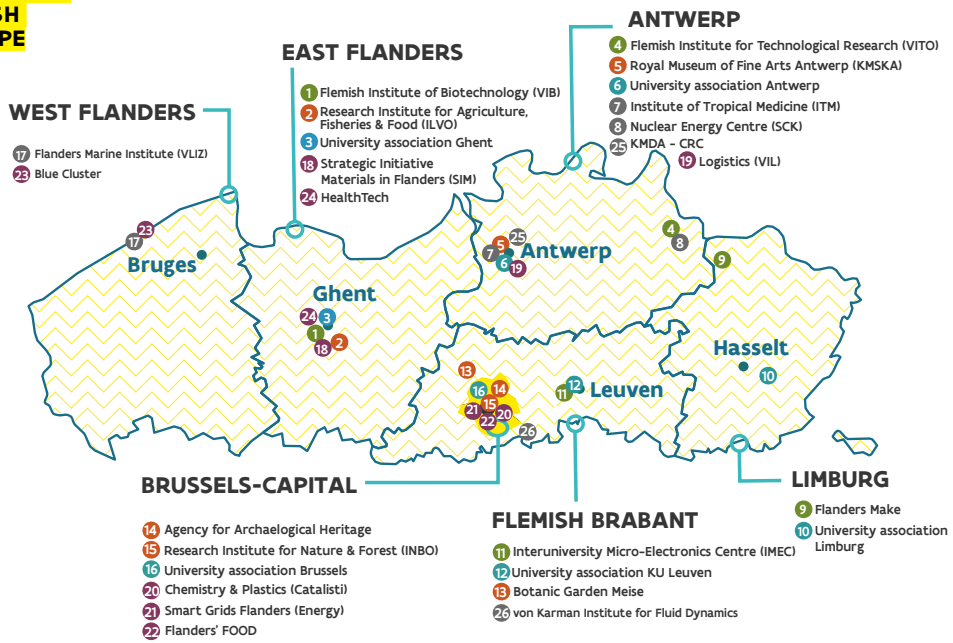 SH
PE
WEST FLANDERS
17 Flanders Marine Institute (VLIZ)
23 Blue Cluster
EAST FLANDERS
1 Flemish Institute of Biotechnology (VIB)
2 Research Institute for Agriculture,
Fisheries & Food (ILVO)
3 University association Ghent
18 Strategic Initiative
Materials in Flanders (SIM)
24 HealthTech
ANTWERP
4 Flemish Institute for Technological Research (VITO)
5 Royal Museum of Fine Arts Antwerp (KMSKA)
6 University association Antwerp
7 Institute of Tropical Medicine (ITM)
8 Nuclear Energy Centre (SCK)
25 KMDA - CRC
19 Logistics (VIL)
23
17
Bruges
Ghent
24
3
1
18
2
25
5
7
6
19
Antwerp
4
8
9
Hasselt
10
13
16
14
15
21
20
22
26
12
11
Leuven
BRUSSELS-CAPITAL
14 Agency for Archaelogical Heritage
15 Research Institute for Nature & Forest (INBO)
16 University association Brussels
20 Chemistry & Plastics (Catalisti)
21 Smart Grids Flanders (Energy)
22 Flanders' FOOD
FLEMISH BRABANT
11 Interuniversity Micro-Electronics Centre (IMEC)
12 University association KU Leuven
13 Botanic Garden Meise
26 von Karman Institute for Fluid Dynamics
LIMBURG
9 Flanders Make
10 University association
Limburg